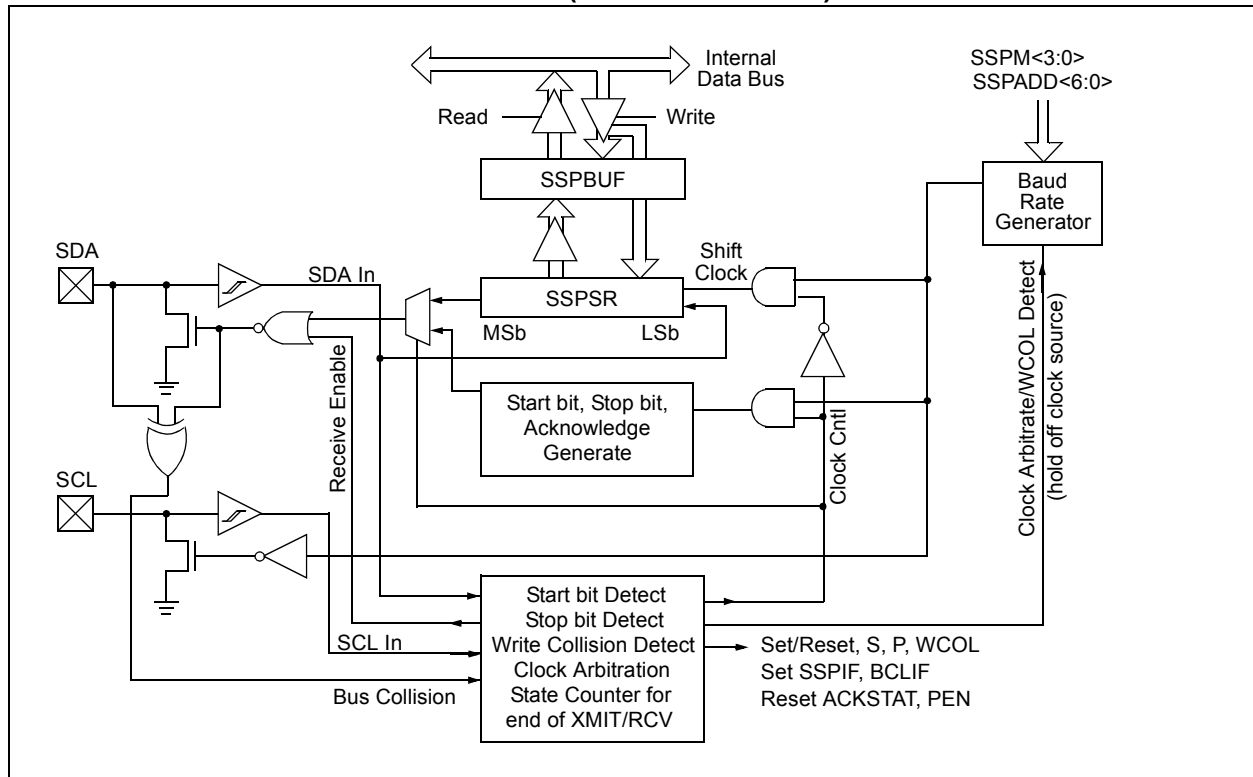 Internal
Data Bus
SSPM<3:0>
SSPADD<6:0>
Read
Write
SSPBUF
Baud
Rate
Generator
SDA
SDA In
Shift
Clock
SSPSR
MSb
LSb
Receive Enable
Start bit, Stop bit,
Acknowledge
Generate
Clock Cntl
Clock Arbitrate/WCOL Detect
(hold off clock source)
SCL
SCL In
Bus Collision
Start bit Detect
Stop bit Detect
Write Collision Detect
Clock Arbitration
State Counter for
end of XMIT/RCV
Set/Reset, S, P, WCOL
Set SSPIF, BCLIF
Reset ACKSTAT, PEN